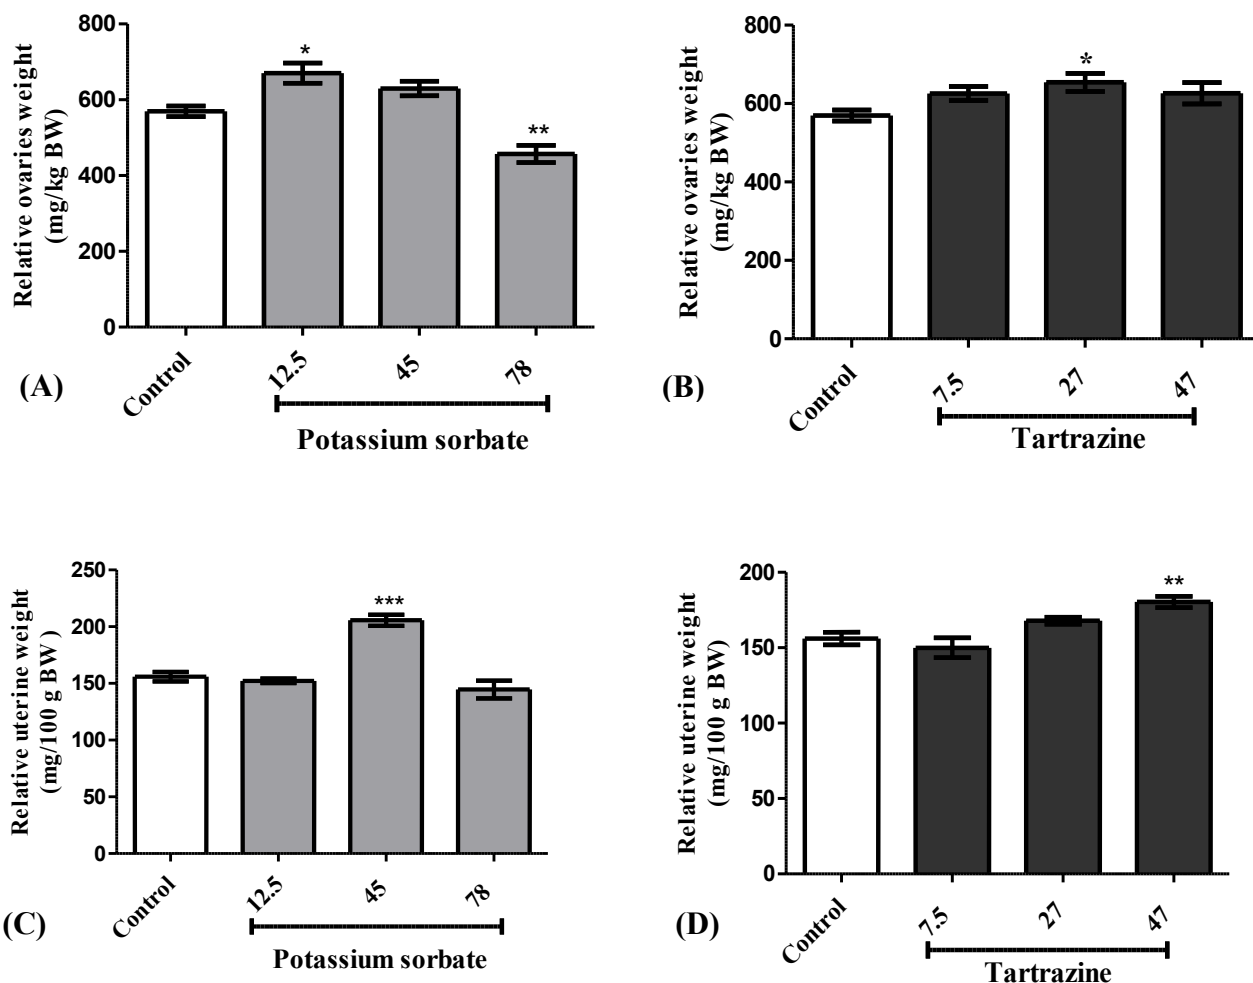 Relative ovaries weight
(mg/kg BW)
800
600
400
200
0
*
**
Control
12.5
45
78
Potassium sorbate
(A)
Relative ovaries weight
(mg/kg BW)
800
600
400
200
0
*
Control
7.5
27
47
Tartrazine
(B)
Relative uterine weight
(mg/100 g BW )
250
200
150
100
50
0
***
Control
12.5
45
78
Potassium sorbate
(C)
Relative uterine weight
(mg/100 g BW)
200
150
100
50
0
**
Control
7.5
27
47
Tartrazine
(D)